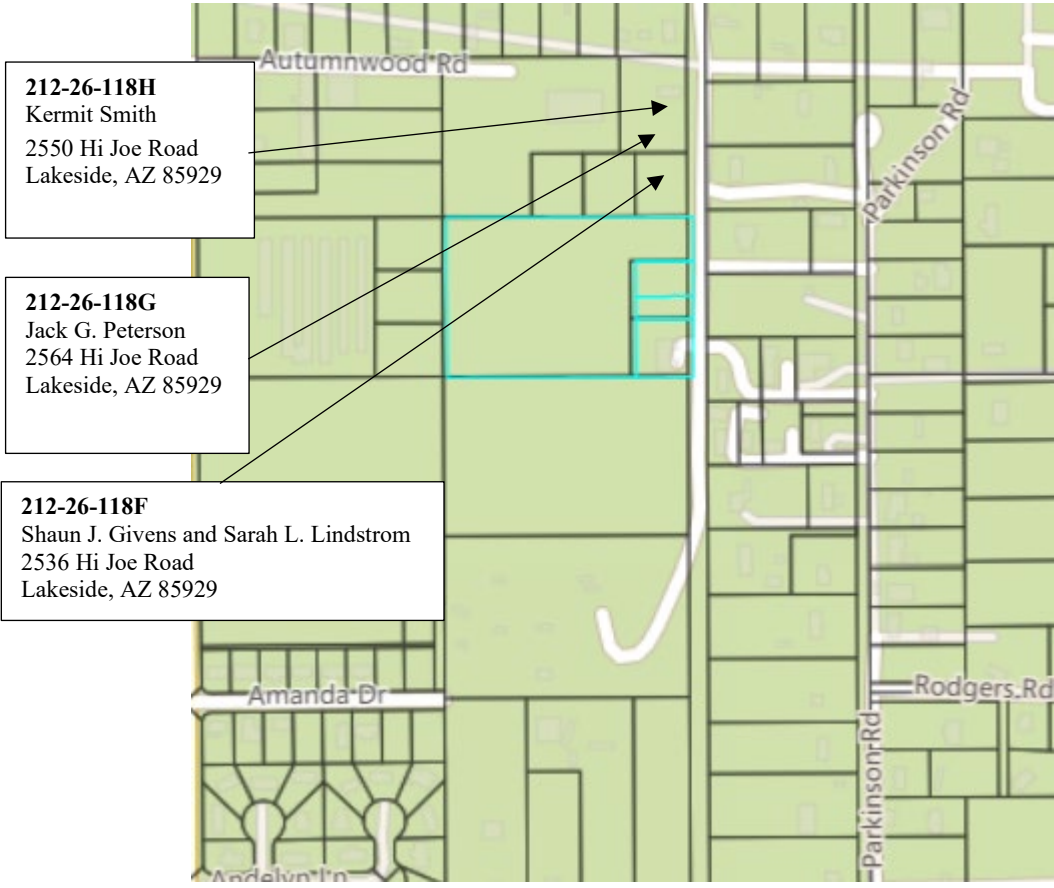 Autumnwood Rd
212-26-118H
Kermit Smith
2550 Hi Joe Road
Lakeside, AZ 85929
Parkinson Rd
212-26-118G
Jack G. Peterson
2564 Hi Joe Road
Lakeside, AZ 85929
212-26-118F
Shaun J. Givens and Sarah L. Lindstrom
2536 Hi Joe Road
Lakeside, AZ 85929
Amanda Dr
Rodgers Rd
Parkinson Rd
Andelyn Ln